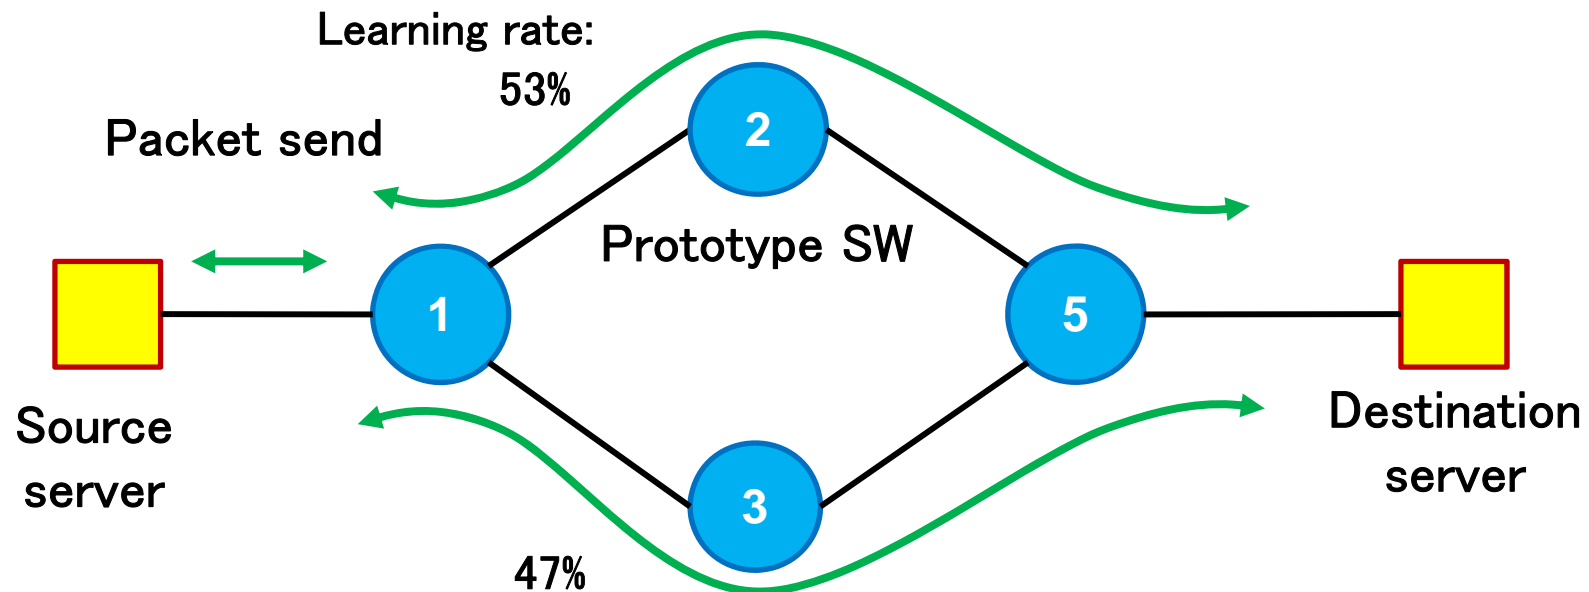 Learning rate:
53%
Packet send
2
Prototype SW
1
5
Source
server
Destination
server
3
47%